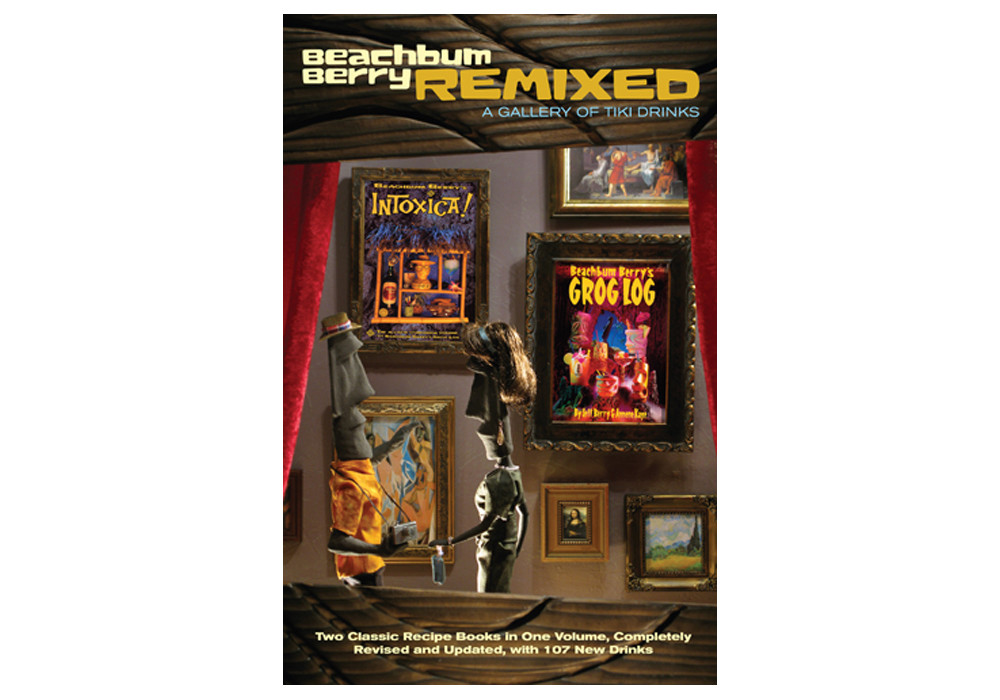 Beachbum
Berry REMIXED
A GALLERY OF TIKI DRINKS
Beachbum Berry's
INTOXICA!
Beachbum Berry's
GROG LOG
By Jeff Berry & Annene Kaye
Two Classic Recipe Books in One Volume, Completely
Revised and Updated, with 107 New Drinks